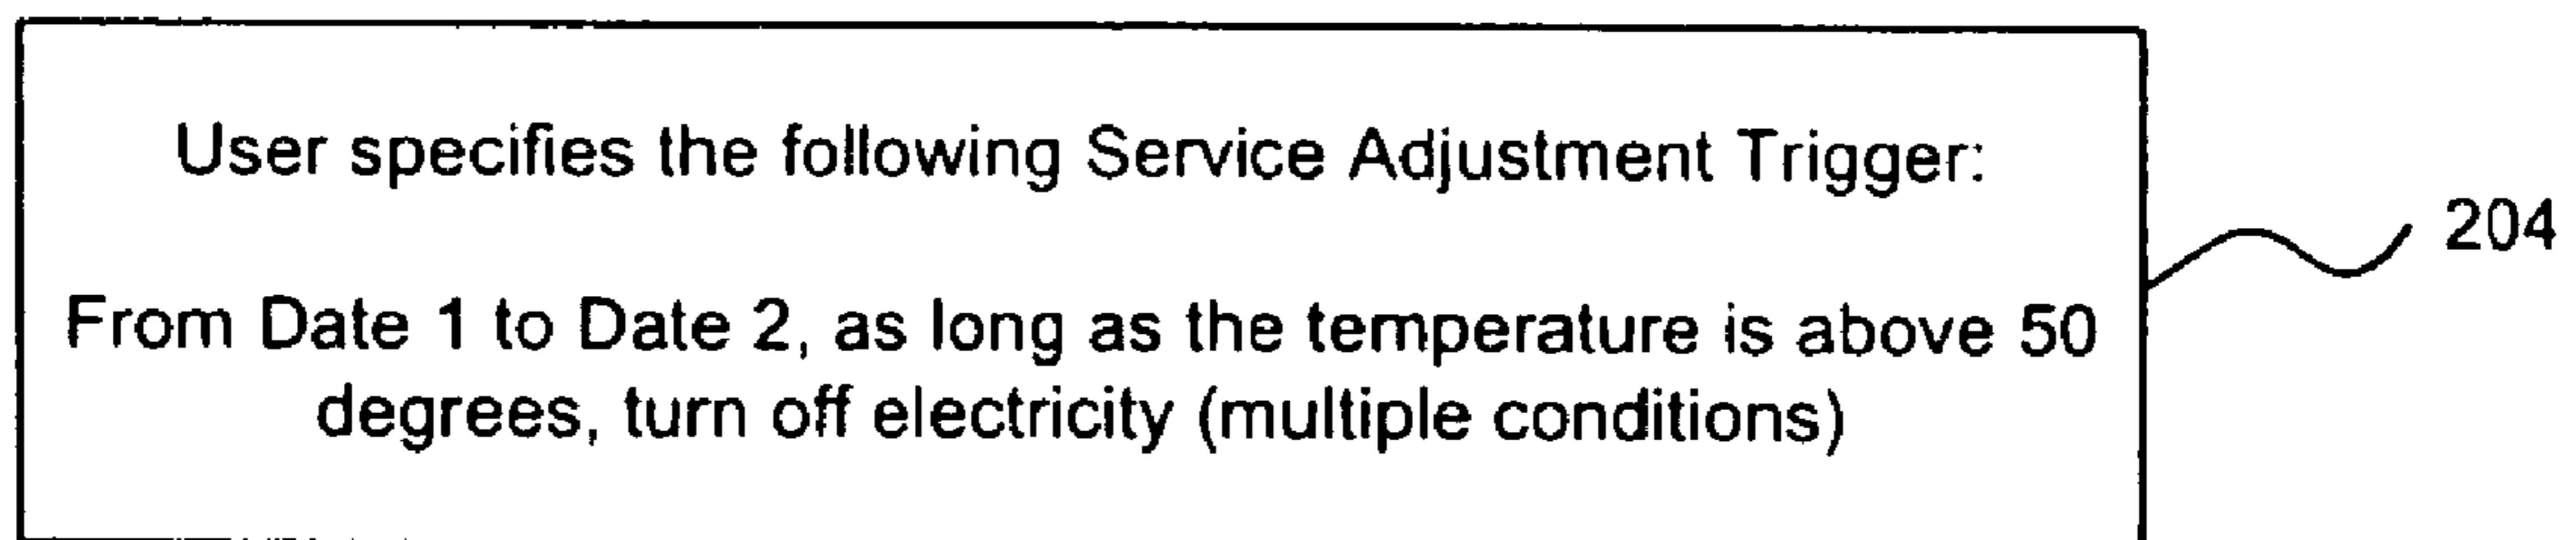 User specifies the following Service Adjustment Trigger:
204
From Date 1 to Date 2, as long as the temperature is above 50
degrees, turn off electricity (multiple conditions)